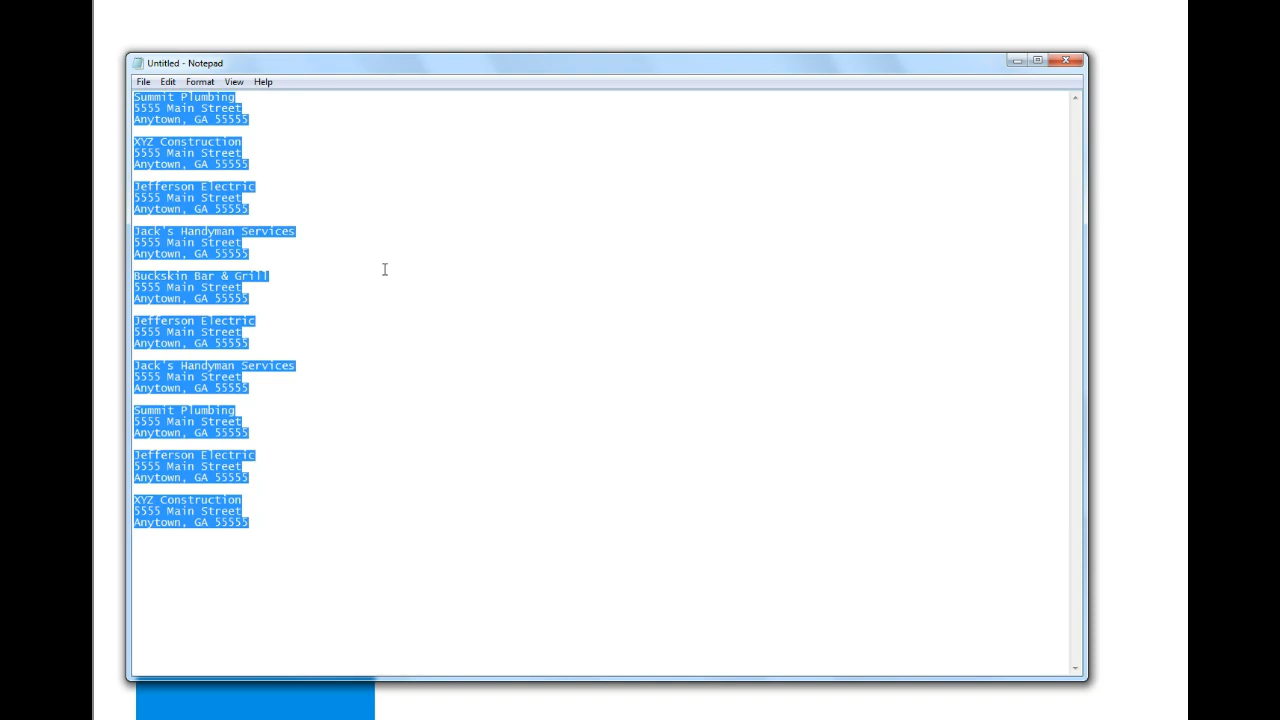 Untitled - Notepad
File Edit Format View Help
Summit Plumbing
5555 Main Street
Anytown, GA 55555
XYZ Construction
5555 Main Street
Anytown, GA 55555
Jefferson Electric
5555 Main Street
Anytown, GA 55555
Jack's Handyman Services
5555 Main Street
Anytown, GA 55555
Buckskin Bar & Grill
5555 Main Street
Anytown, GA 55555
Jefferson Electric
5555 Main Street
Anytown, GA 55555
Jack's Handyman Services
5555 Main Street
Anytown, GA 55555
Summit Plumbing
5555 Main Street
Anytown, GA 55555
Jefferson Electric
5555 Main Street
Anytown, GA 55555
XYZ Construction
5555 Main Street
Anytown, GA 55555